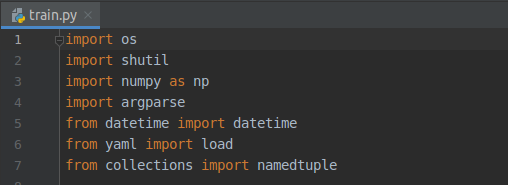 train.py
1 import os
2 import shutil
3 import numpy as np
4 import argparse
5 from datetime import datetime
6 from yaml import load
7 from collections import namedtuple